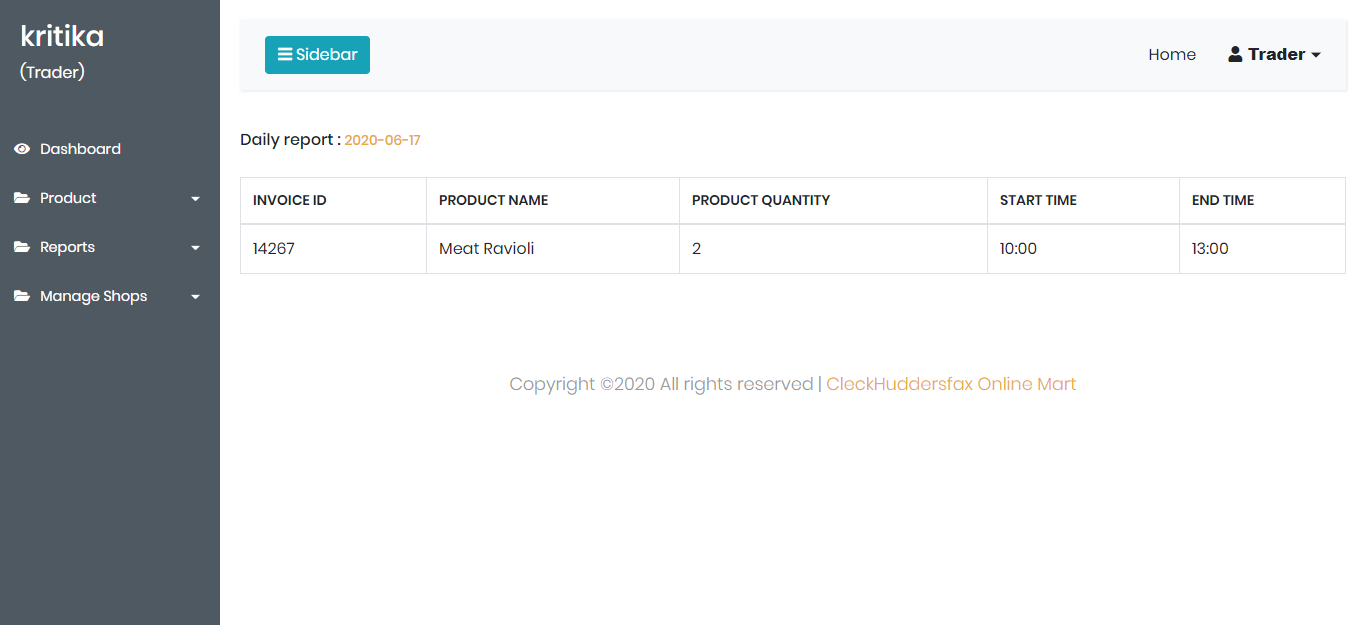 kritika
(Trader)
Dashboard
Product
Reports
Manage Shops
Sidebar
Home
Trader
Daily report : 2020-06-17
INVOICE ID PRODUCT NAME PRODUCT QUANTITY START TIME END TIME
14267 Meat Ravioli 2 10:00 13:00
Copyright ©2020 All rights reserved | CleckHuddersfax Online Mart